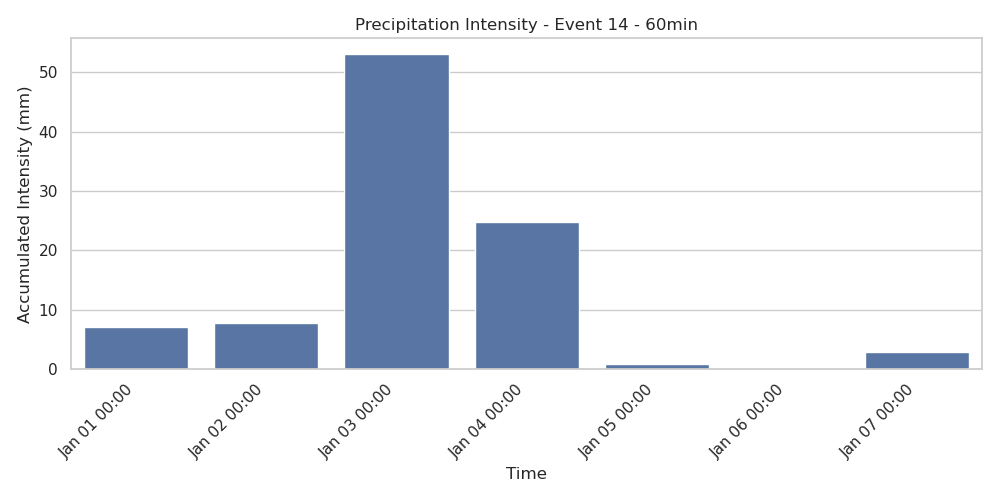 Precipitation Intensity - Event 14 - 60min
Accumulated Intensity (mm)
50
40
30
20
10
0
Jan 01 00:00
Jan 02 00:00
Jan 03 00:00
Jan 04 00:00
Jan 05 00:00
Jan 06 00:00
Jan 07 00:00
Time